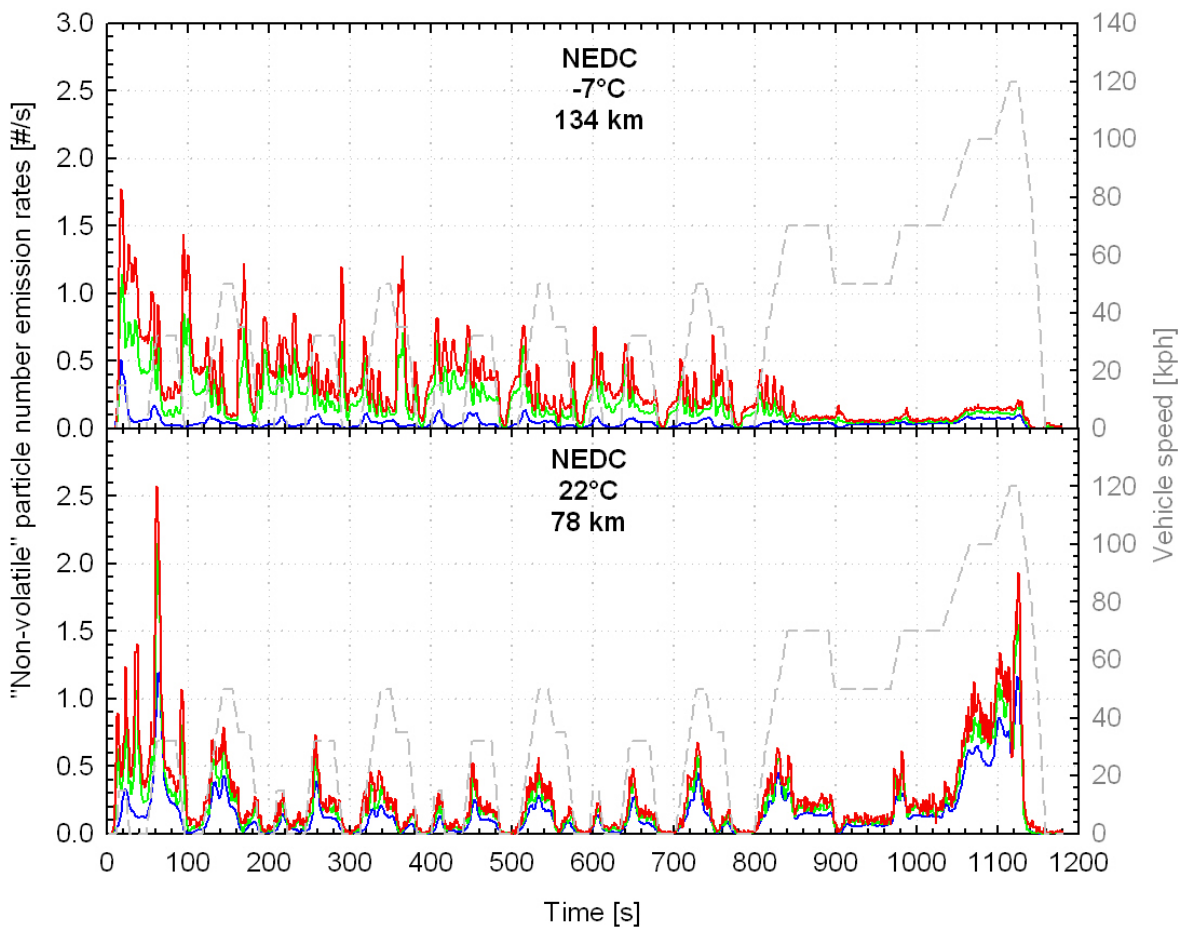 "Non-volatile" particle number emission rates [#/s]
3.0
2.5
2.0
1.5
1.0
0.5
0.0
NEDC
-7°C
134 km
140
120
100
80
60
40
20
0
2.5
2.0
1.5
1.0
0.5
0.0
NEDC
22°C
78 km
120
100
80
60
40
20
0
Vehicle speed [kph]
0 100 200 300 400 500 600 700 800 900 1000 1100 1200
Time [s]